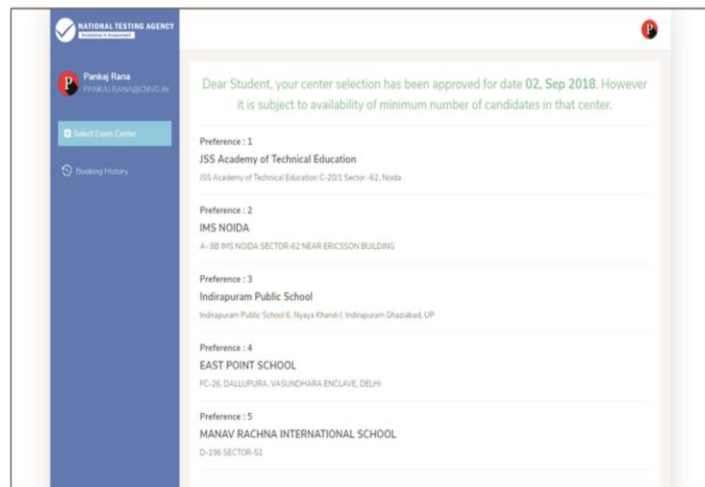 NATIONAL TESTING AGENCY
Excellence in Assessment
Pankaj Rana
PANKAJ.RANA@CNVG.IN
Select Exam Center
Booking History
Dear Student, your center selection has been approved for date 02, Sep 2018. However
it is subject to availability of minimum number of candidates in that center.
Preference : 1
JSS Academy of Technical Education
JSS Academy of Technical Education C-20/1 Sector -62, Noida
Preference : 2
IMS NOIDA
A- 8B IMS NOIDA SECTOR-62 NEAR ERICSSON BUILDING
Preference : 3
Indirapuram Public School
Indirapuram Public School 6, Nyaya Khand-I, Indirapuram Ghaziabad, UP
Preference : 4
EAST POINT SCHOOL
FC-26, DALLUPURA, VASUNDHARA ENCLAVE, DELHI
Preference : 5
MANAV RACHNA INTERNATIONAL SCHOOL
D-196 SECTOR-51